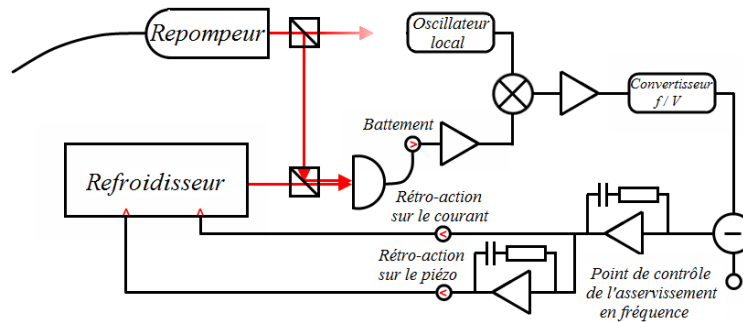 Repompeur
Oscillateur
local
Convertisseur
f / V
Battement
Refroidisseur
Rétro-action
sur le courant
Rétro-action
sur le piézo
Point de contrôle
de l'asservissement
en fréquence